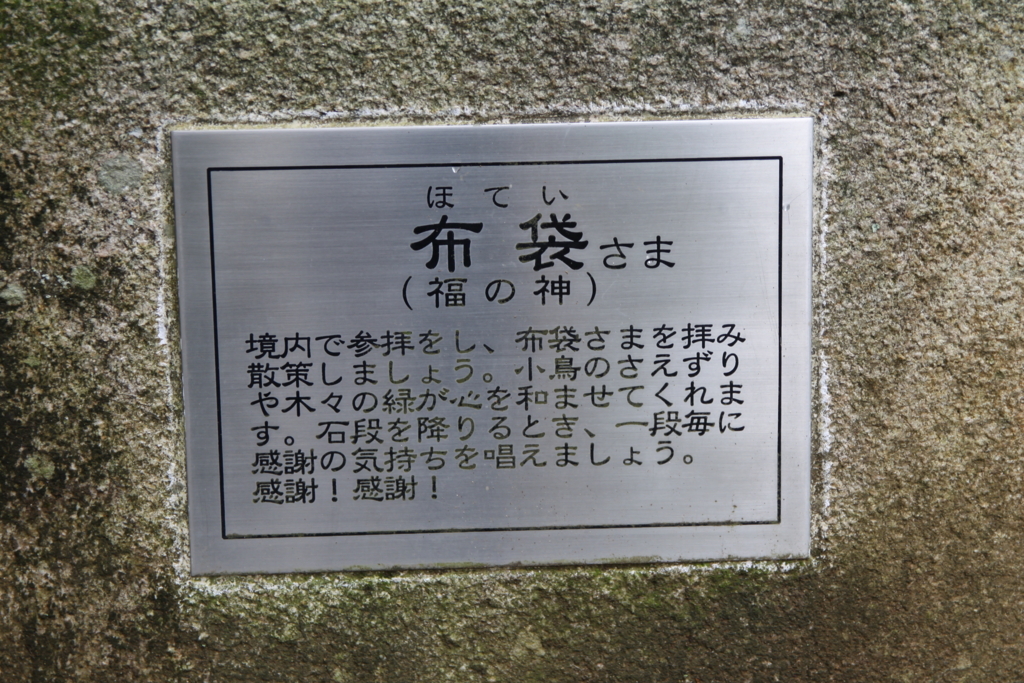 ほてい
布袋さま
(福の神)
境内で参拝をし、布袋さまを拝み
散策しましょう。小鳥のさえずり
や木々の緑が心を和ませてくれま
す。石段を降りるとき、一段毎に
感謝の気持ちを唱えましょう。
感謝!感謝!